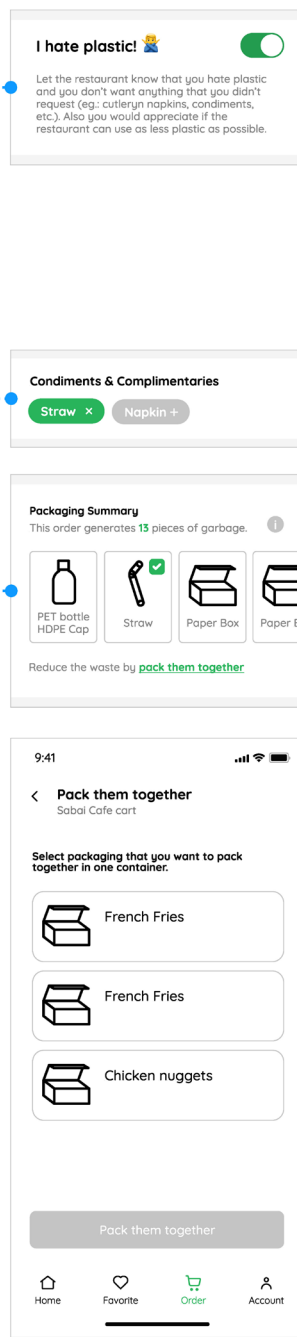 I hate plastic! 🙅‍♂️
Let the restaurant know that you hate plastic
and you don't want anything that you didn't
request (eg.: cutleryn napkins, condiments,
etc.). Also you would appreciate if the
restaurant can use as less plastic as possible.
Condiments & Complimentaries
Straw ×
Napkin +
Packaging Summary
This order generates 13 pieces of garbage.
i
PET bottle
HDPE Cap
Straw
Paper Box
Paper B
Reduce the waste by pack them together
9:41
Pack them together
Sabai Cafe cart
Select packaging that you want to pack
together in one container.
French Fries
French Fries
Chicken nuggets
Pack them together
Home
Favorite
Order
Account